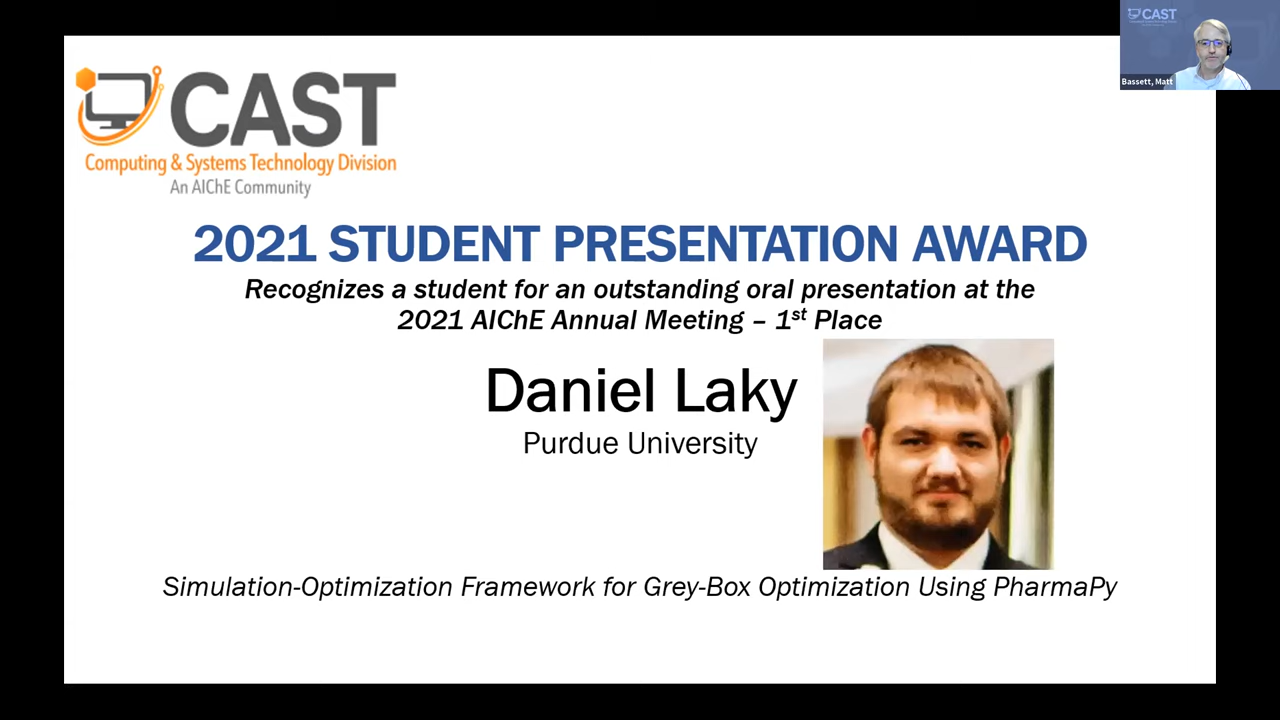 CAST
Computing & Systems Technology Division
An AIChE Community
CAST
Bassett, Matt
2021 STUDENT PRESENTATION AWARD
Recognizes a student for an outstanding oral presentation at the
2021 AIChE Annual Meeting – 1st Place
Daniel Laky
Purdue University
Simulation-Optimization Framework for Grey-Box Optimization Using PharmaPy